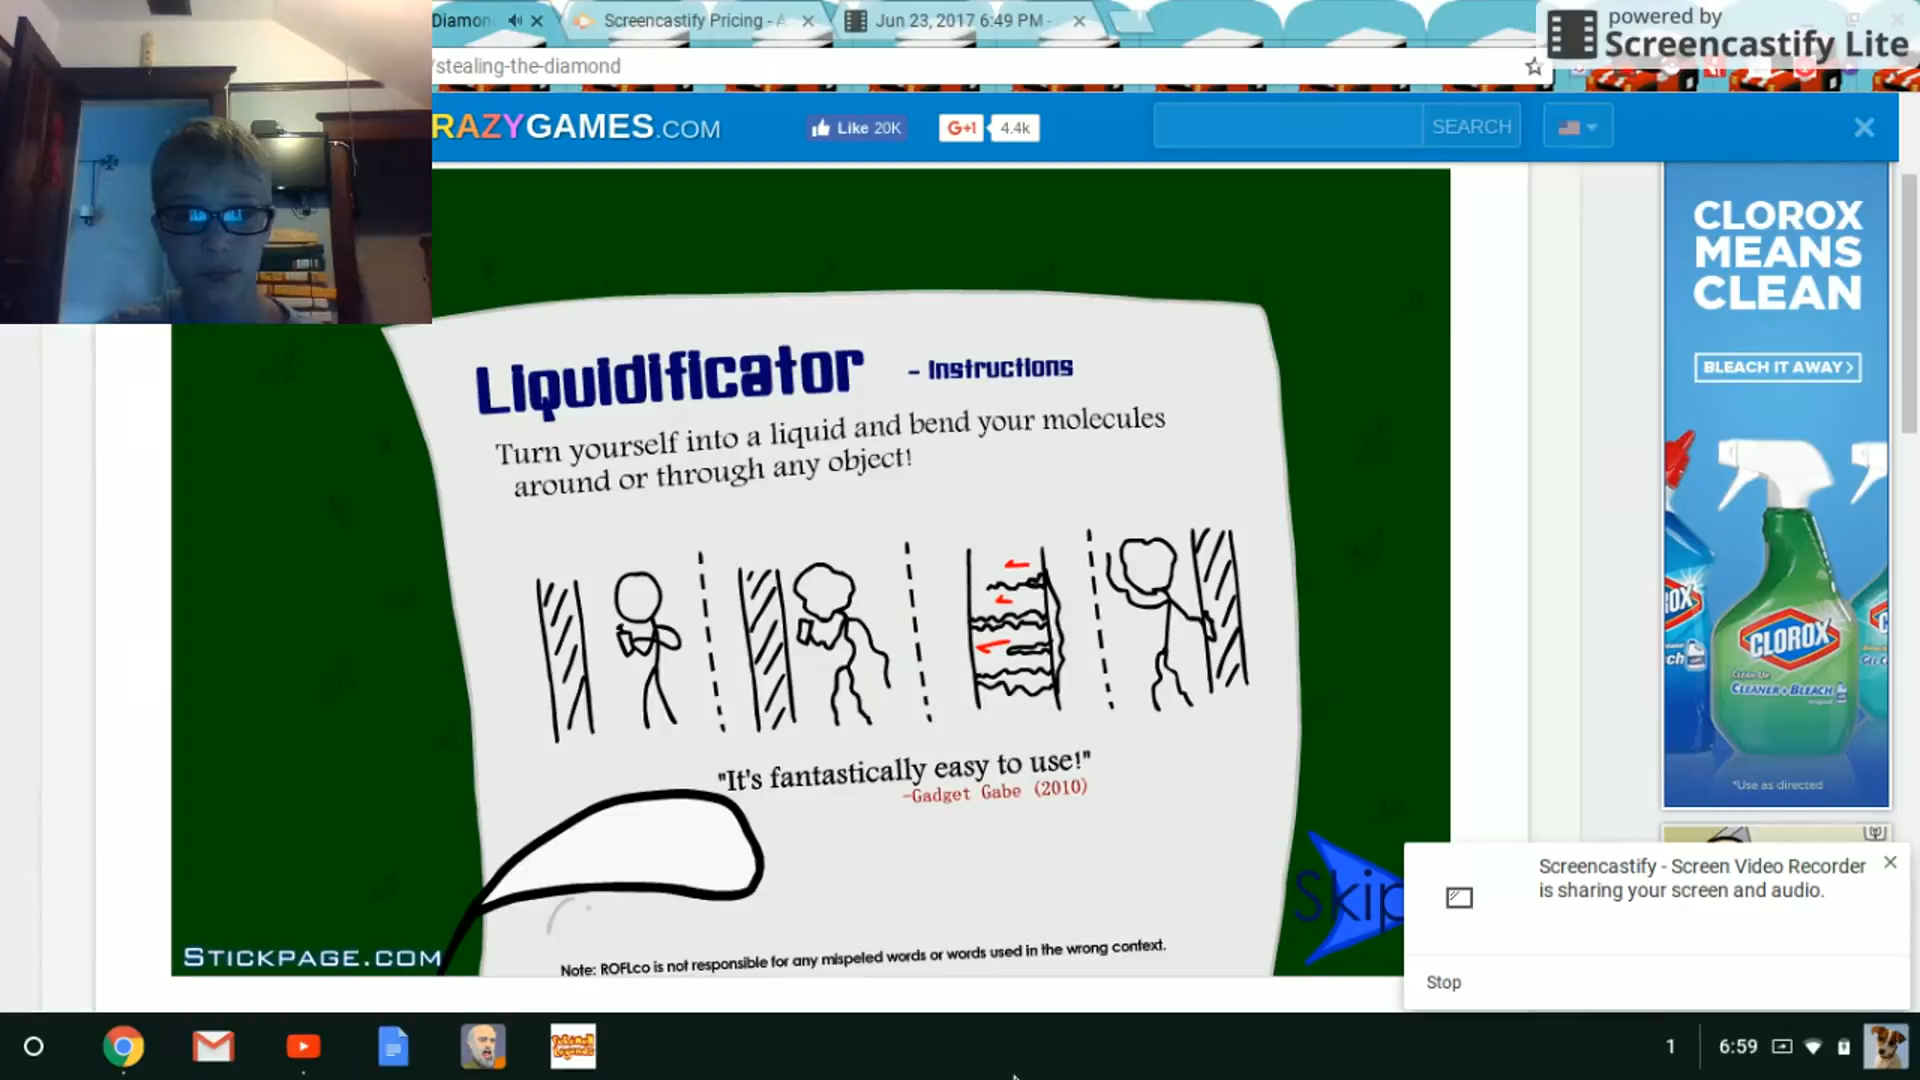 Diamon
Screencastify Pricing - A
Jun 23, 2017 6:49 PM -
powered by
Screencastify Lite
/stealing-the-diamond
RAZYGAMES.COM
Like 20K
G+1
4.4k
SEARCH
CLOROX
MEANS
CLEAN
BLEACH IT AWAY >
Liquidificator - Instructions
Turn yourself into a liquid and bend your molecules
around or through any object!
"It's fantastically easy to use!"
-Gadget Gabe (2010)
CLOROX
CLEAN-UP
CLEANER + BLEACH
*Use as directed
Skip
Screencastify - Screen Video Recorder
is sharing your screen and audio.
Stop
STICKPAGE.COM
Note: ROFLco is not responsible for any mispeled words or words used in the wrong context.
1
6:59